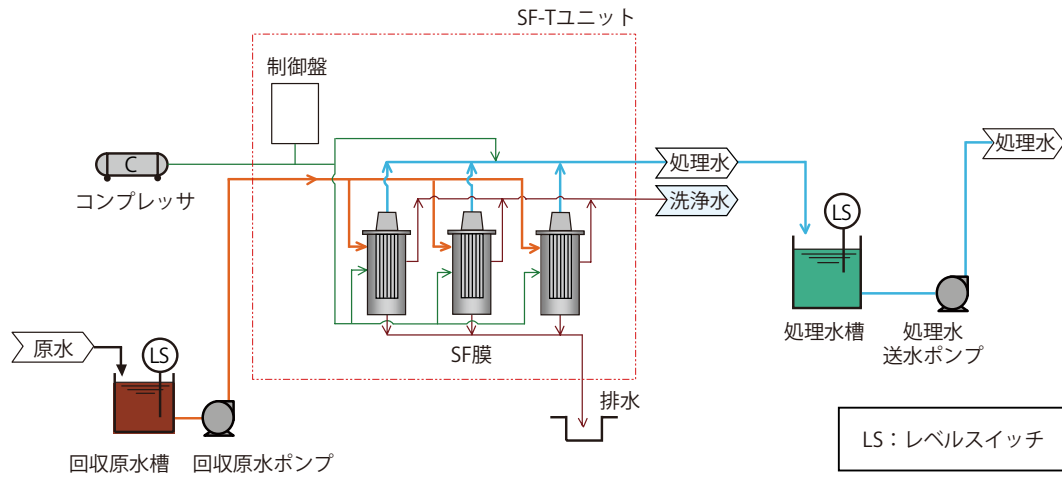 SF-Tユニット
制御盤
C
コンプレッサ
処理水
洗浄水
処理水
LS
処理水槽
処理水
送水ポンプ
原水
LS
SF膜
排水
回収原水槽
回収原水ポンプ
LS：レベルスイッチ